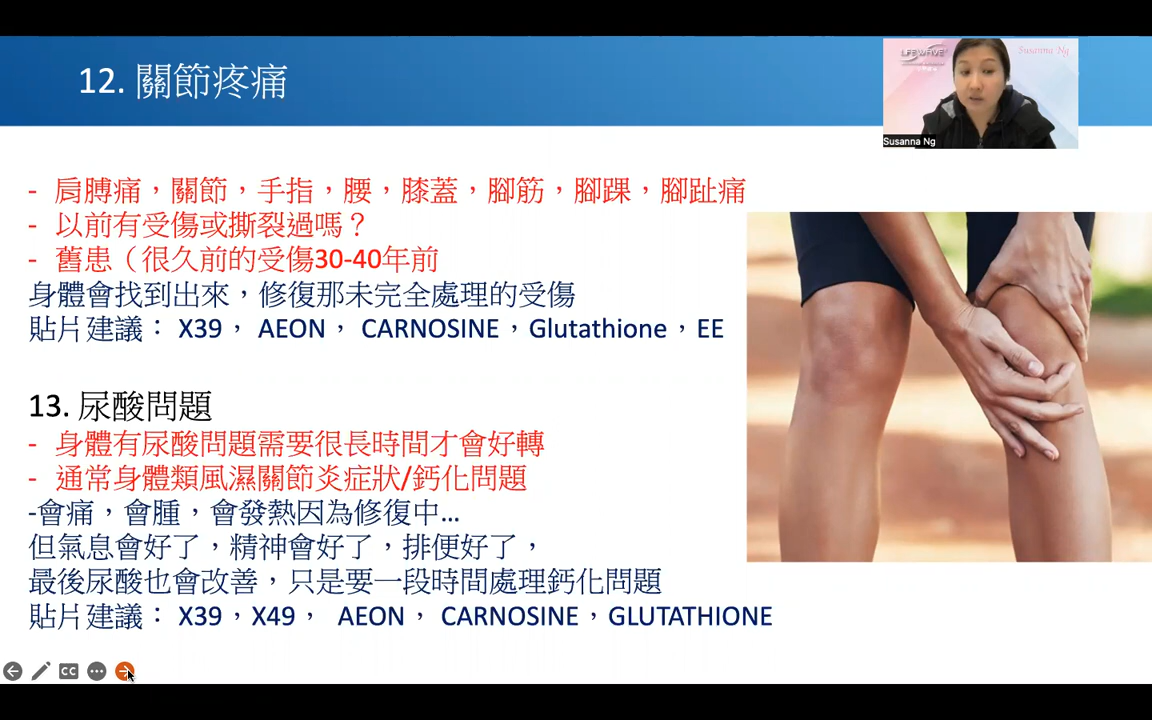 12. 關節疼痛
LIFEWAVE
Susanna Ng
Susanna Ng
- 肩膊痛，關節，手指，腰，膝蓋，腳筋，腳踝，腳趾痛
- 以前有受傷或撕裂過嗎？
- 舊患（很久前的受傷30-40年前
身體會找到出來，修復那未完全處理的受傷
貼片建議： X39， AEON， CARNOSINE，Glutathione，EE
13. 尿酸問題
- 身體有尿酸問題需要很長時間才會好轉
- 通常身體類風濕關節炎症狀/鈣化問題
-會痛，會腫，會發熱因為修復中...
但氣息會好了，精神會好了，排便好了，
最後尿酸也會改善，只是要一段時間處理鈣化問題
貼片建議： X39，X49， AEON， CARNOSINE，GLUTATHIONE
CC